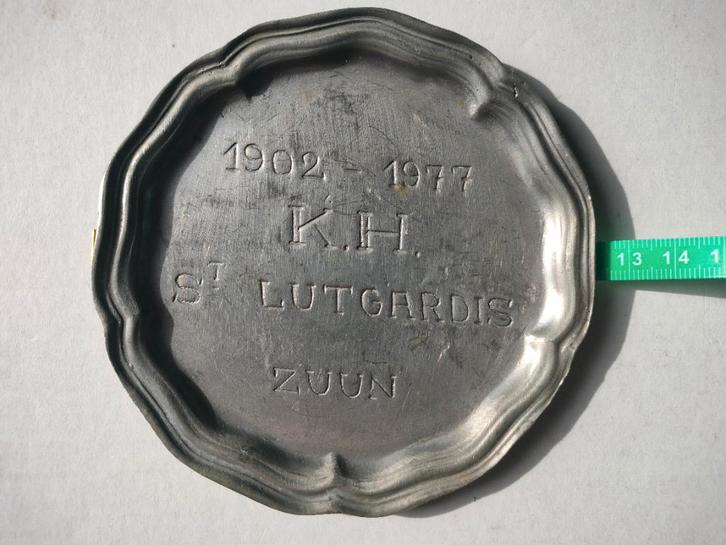 1902 - 1977
K.H.
ST LUTGARDIS
ZUUN
13 14 1